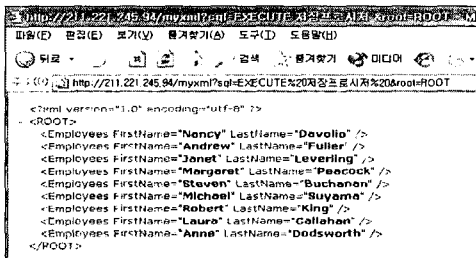 http://211.221.245.94/myxml?sql=EXECUTE 저장프로시저 &root=ROOT
파일(F) 편집(E) 보기(V) 즐겨찾기(A) 도구(T) 도움말(H)
뒤로 검색 즐겨찾기 미디어
http://211.221.245.94/myxml?sql=EXECUTE%20저장프로시저%20&root=ROOT
<?xml version="1.0" encoding="utf-8" ?>
- <ROOT>
<Employees FirstName="Nancy" LastName="Davolio" />
<Employees FirstName="Andrew" LastName="Fuller" />
<Employees FirstName="Janet" LastName="Leverling" />
<Employees FirstName="Margaret" LastName="Peacock" />
<Employees FirstName="Steven" LastName="Buchanan" />
<Employees FirstName="Michael" LastName="Suyama" />
<Employees FirstName="Robert" LastName="King" />
<Employees FirstName="Laura" LastName="Callahan" />
<Employees FirstName="Anne" LastName="Dodsworth" />
</ROOT>